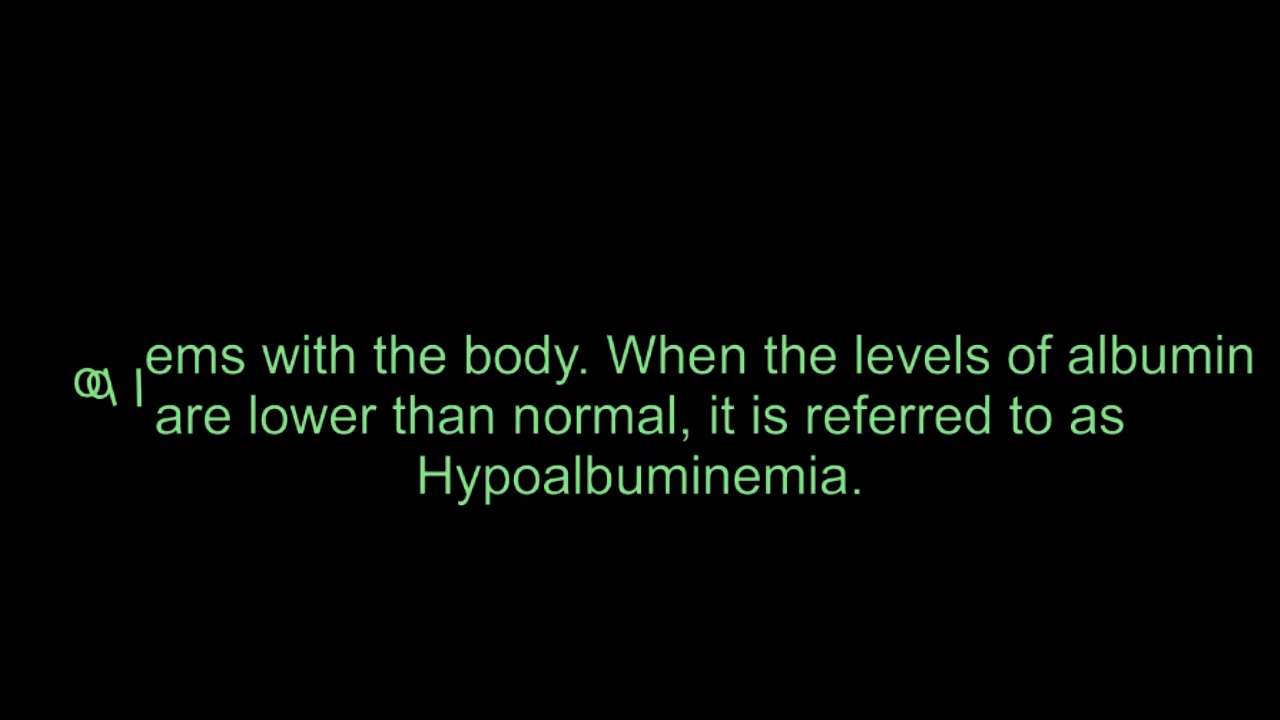 ems with the body. When the levels of albumin
are lower than normal, it is referred to as
Hypoalbuminemia.